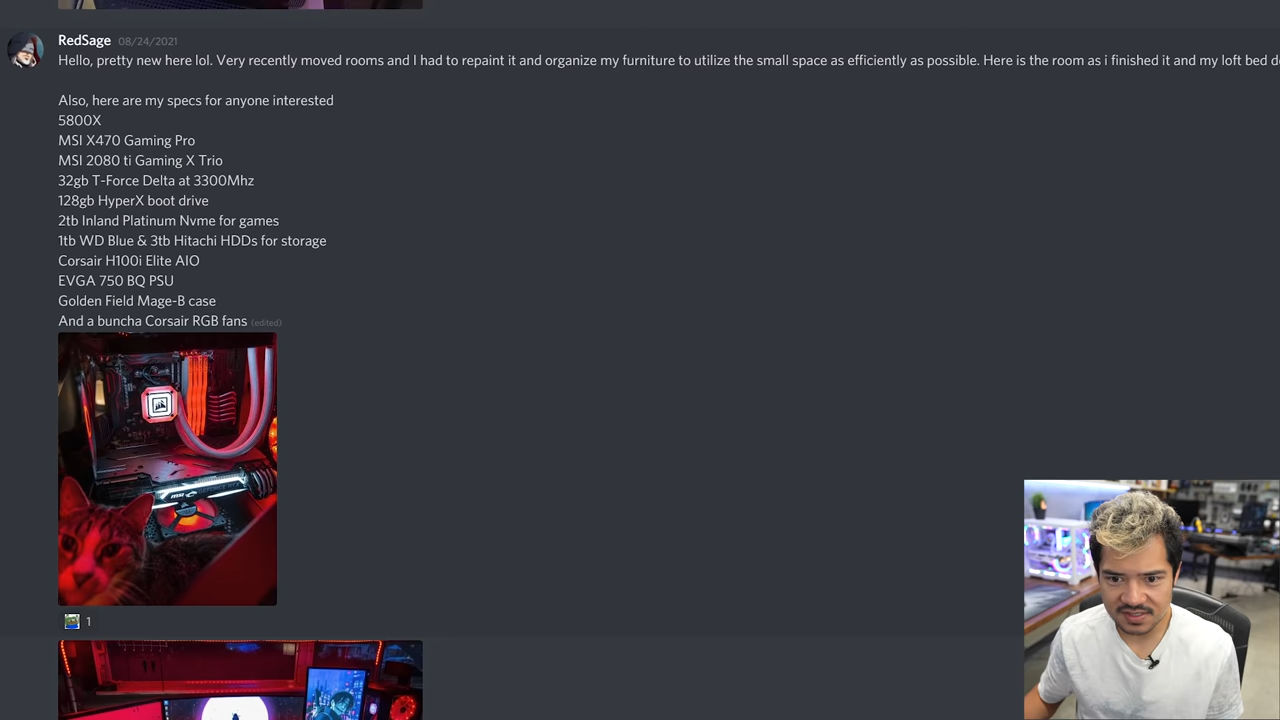 RedSage 08/24/2021
Hello, pretty new here lol. Very recently moved rooms and I had to repaint it and organize my furniture to utilize the small space as efficiently as possible. Here is the room as i finished it and my loft bed d
Also, here are my specs for anyone interested
5800X
MSI X470 Gaming Pro
MSI 2080 ti Gaming X Trio
32gb T-Force Delta at 3300Mhz
128gb HyperX boot drive
2tb Inland Platinum Nvme for games
1tb WD Blue & 3tb Hitachi HDDs for storage
Corsair H100i Elite AIO
EVGA 750 BQ PSU
Golden Field Mage-B case
And a buncha Corsair RGB fans (edited)
msi GEFORCE RTX
1